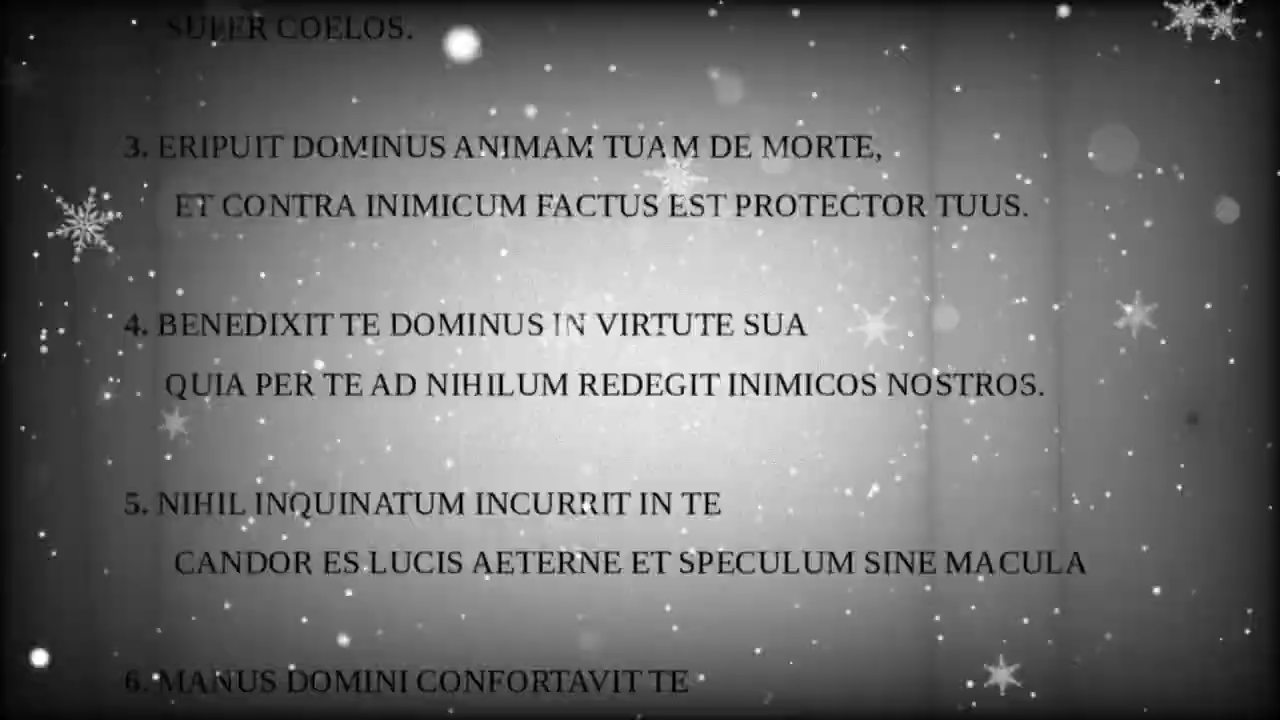 SUPER COELOS.
3. ERIPUIT DOMINUS ANIMAM TUAM DE MORTE,
ET CONTRA INIMICUM FACTUS EST PROTECTOR TUUS.
4. BENEDIXIT TE DOMINUS IN VIRTUTE SUA
QUIA PER TE AD NIHILUM REDEGIT INIMICOS NOSTROS.
5. NIHIL INQUINATUM INCURRIT IN TE
CANDOR ES LUCIS AETERNE ET SPECULUM SINE MACULA
6. MANUS DOMINI CONFORTAVIT TE